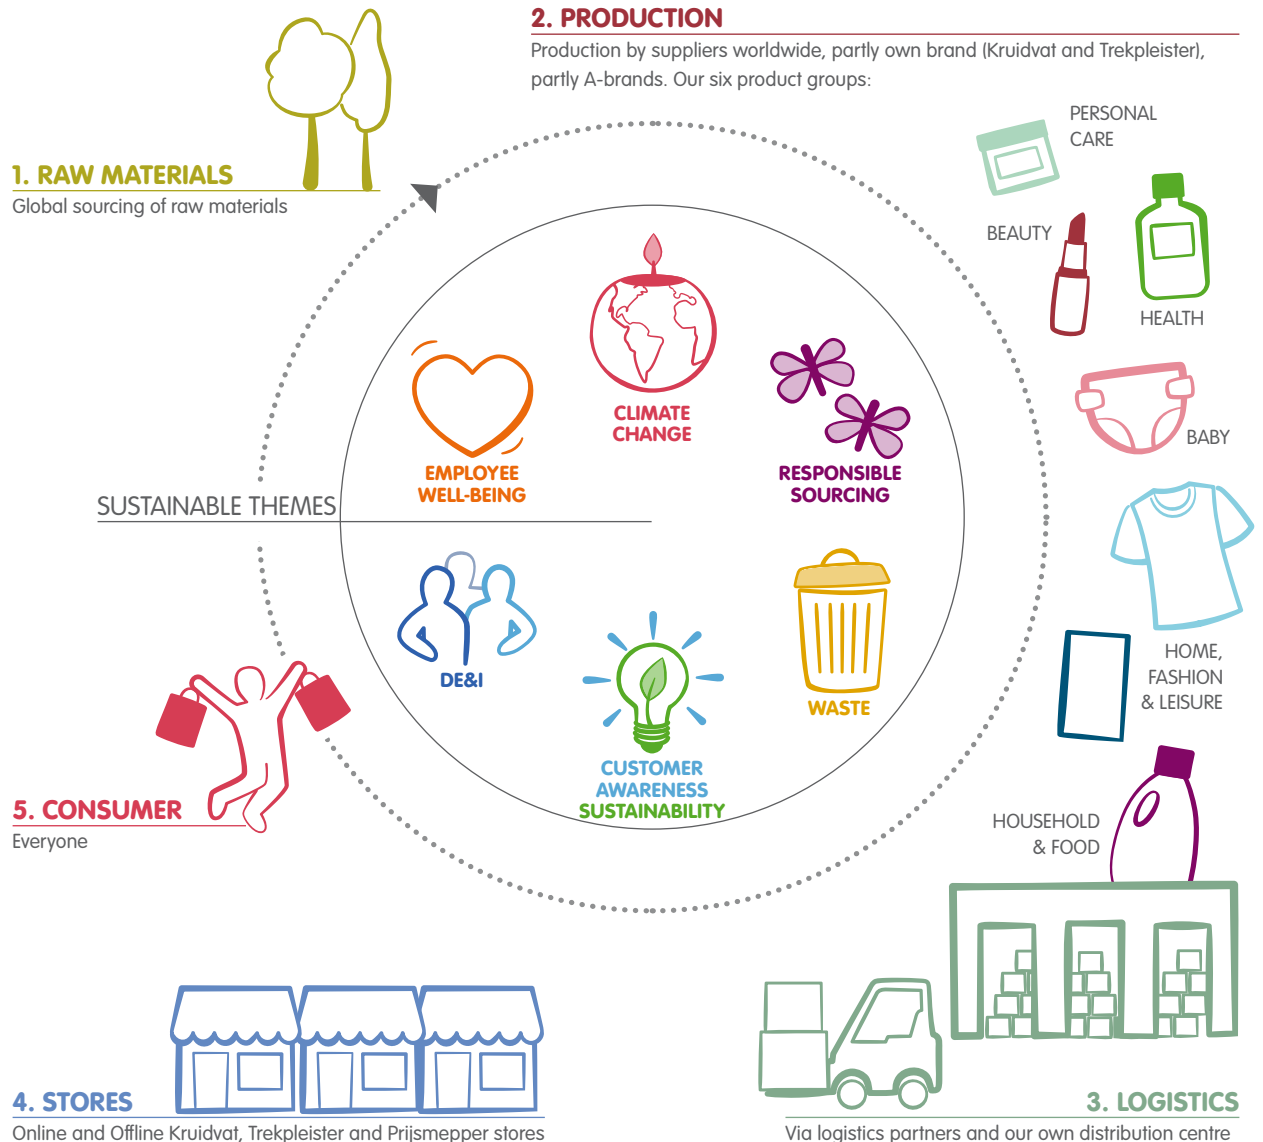 2. PRODUCTION
Production by suppliers worldwide, partly own brand (Kruidvat and Trekpleister),
partly A-brands. Our six product groups:
PERSONAL
CARE
1. RAW MATERIALS
Global sourcing of raw materials
BEAUTY
HEALTH
CLIMATE
CHANGE
BABY
EMPLOYEE
WELL-BEING
RESPONSIBLE
SOURCING
SUSTAINABLE THEMES
HOME,
FASHION
& LEISURE
DE&I
WASTE
CUSTOMER
AWARENESS
SUSTAINABILITY
5. CONSUMER
Everyone
HOUSEHOLD
& FOOD
4. STORES
Online and Offline Kruidvat, Trekpleister and Prijsmepper stores
3. LOGISTICS
Via logistics partners and our own distribution centre